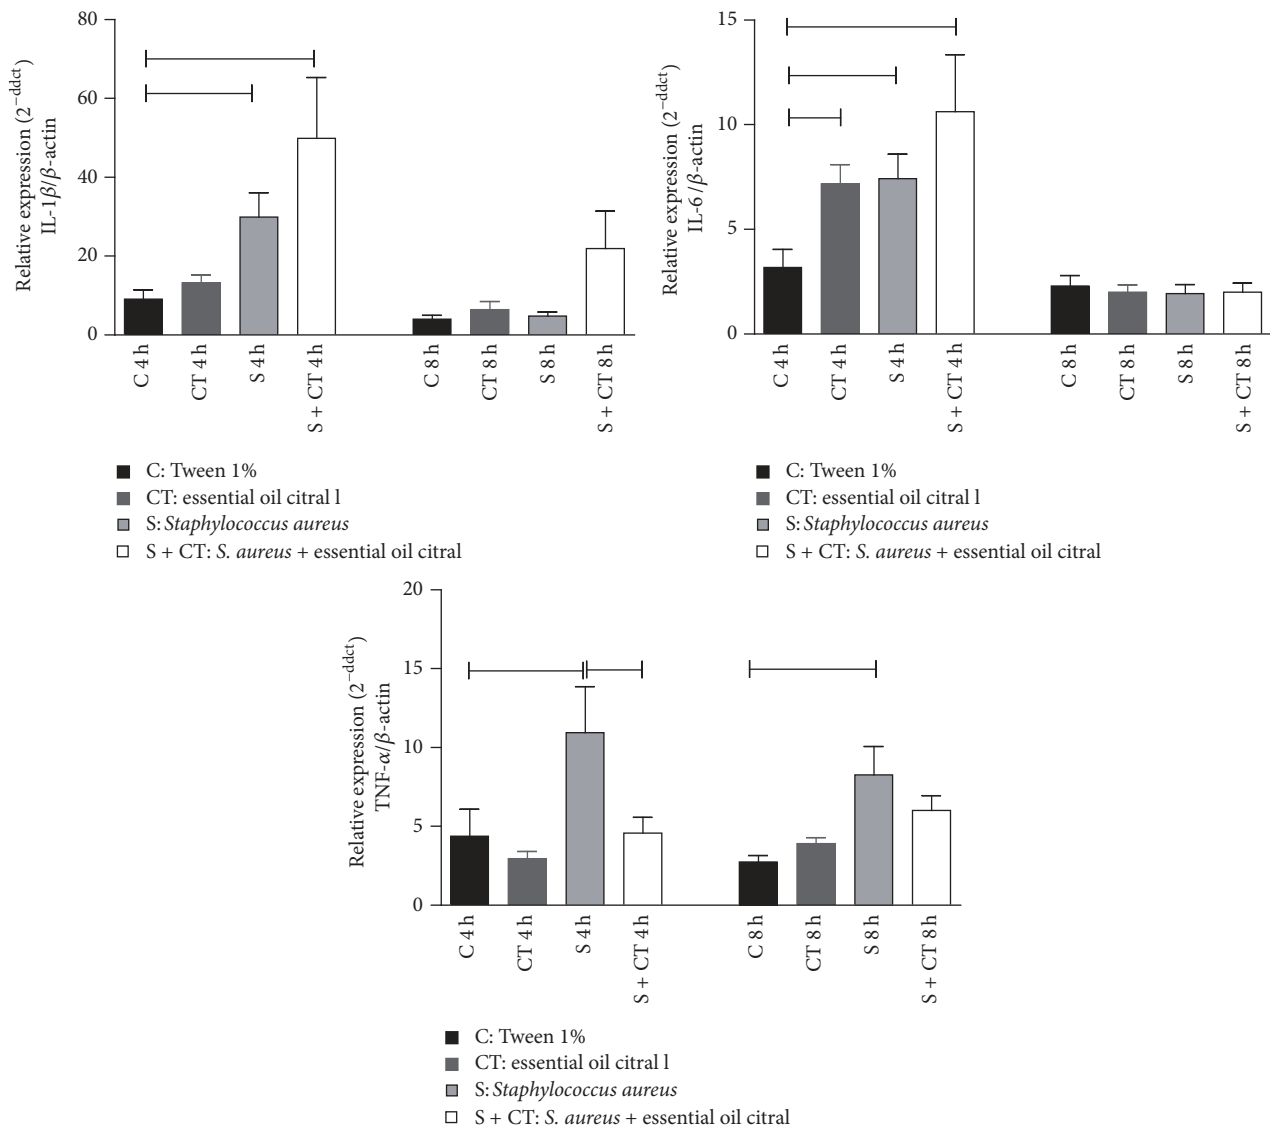 Relative expression (2−ddct)
IL-1β/β-actin
80
60
40
20
0
C 4 h
CT 4 h
S 4 h
S + CT 4 h
C 8 h
CT 8 h
S 8 h
S + CT 8 h
C: Tween 1%
CT: essential oil citral l
S: Staphylococcus aureus
S + CT: S. aureus + essential oil citral
Relative expression (2−ddct)
IL-6 /β-actin
15
10
5
0
C 4 h
CT 4 h
S 4 h
S + CT 4 h
C 8 h
CT 8 h
S 8 h
S + CT 8 h
C: Tween 1%
CT: essential oil citral l
S: Staphylococcus aureus
S + CT: S. aureus + essential oil citral
Relative expression (2−ddct)
TNF-α/β-actin
20
15
10
5
0
C 4 h
CT 4 h
S 4 h
S + CT 4 h
C 8 h
CT 8 h
S 8 h
S + CT 8 h
C: Tween 1%
CT: essential oil citral l
S: Staphylococcus aureus
S + CT: S. aureus + essential oil citral